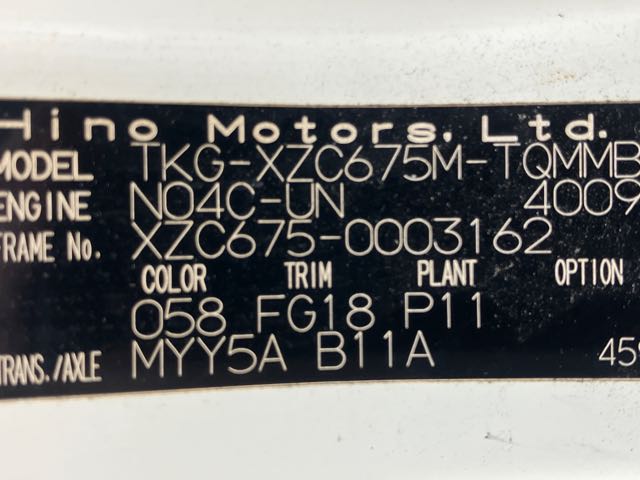 Hino Motors, Ltd.
MODEL TKG-XZC675M-TQMMB
ENGINE N04C-UN 4009
FRAME No. XZC675-0003162
COLOR TRIM PLANT OPTION
058 FG18 P11
TRANS./AXLE MYY5A B11A 459